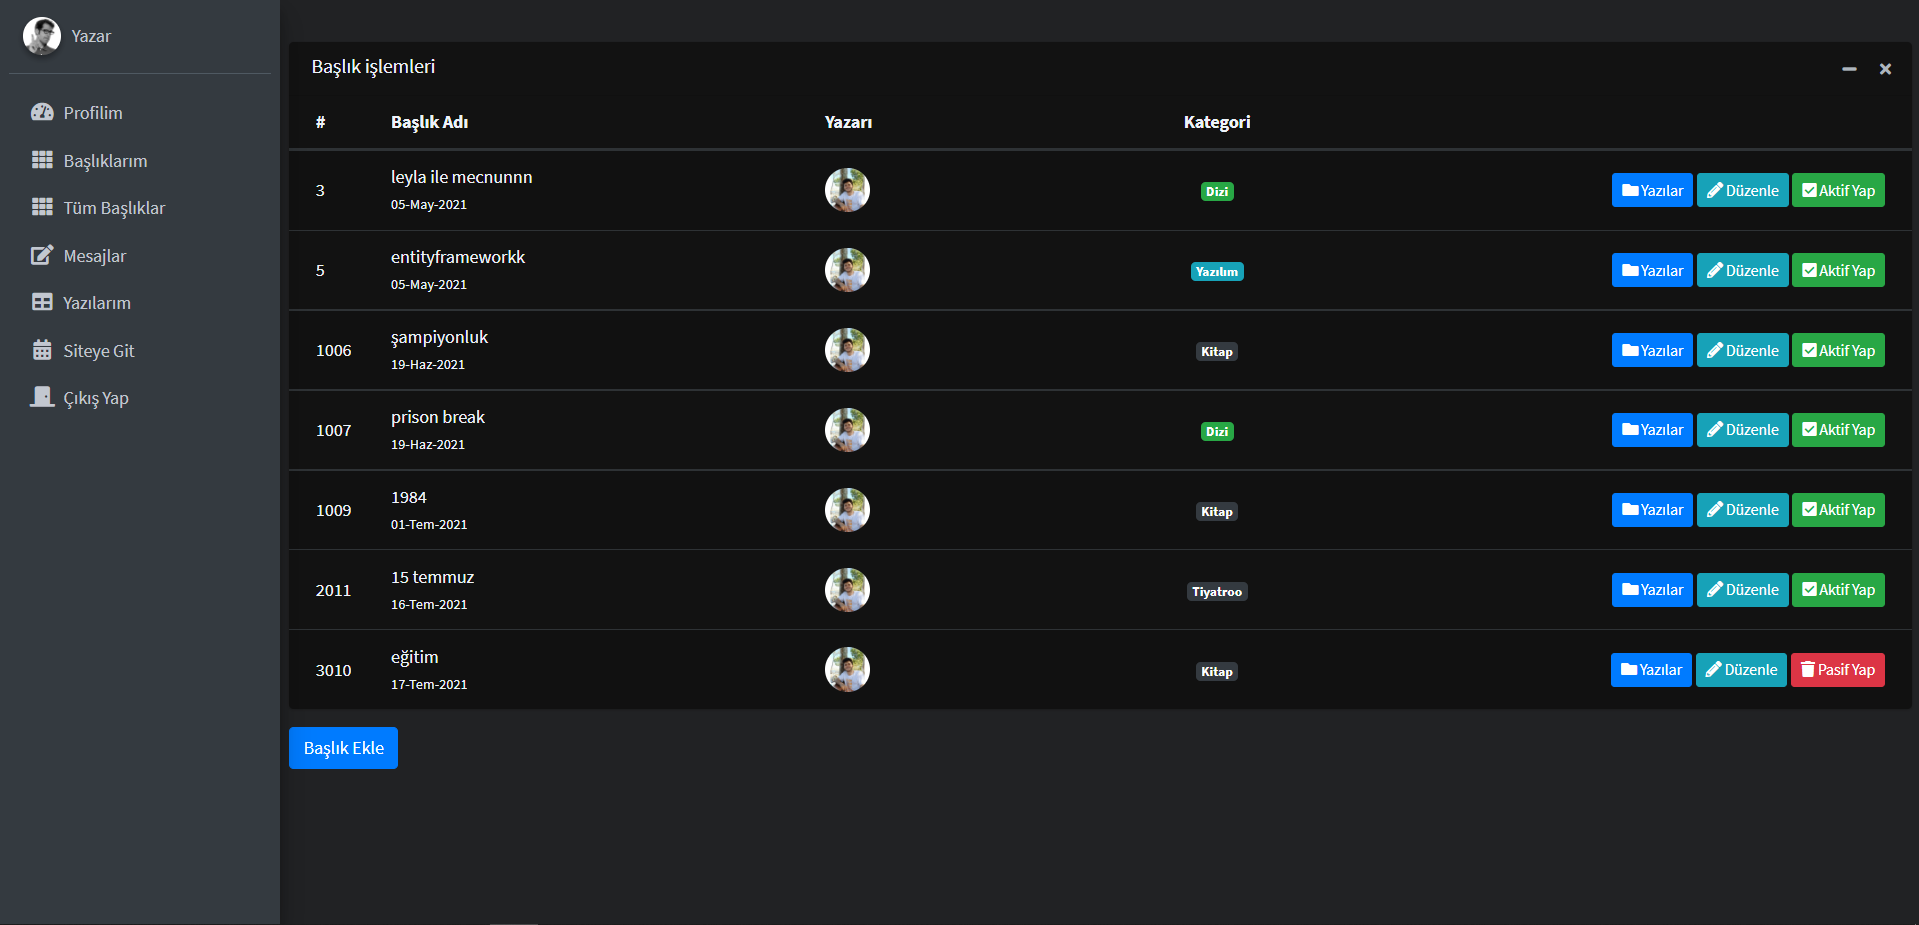 Yazar
Profilim
Başlıklarım
Tüm Başlıklar
Mesajlar
Yazılarım
Siteye Git
Çıkış Yap
Başlık işlemleri
# Başlık Adı Yazarı Kategori
3 leyla ile mecnunnn Dizi Yazılar Düzenle Aktif Yap
05-May-2021
5 entityframeworkk Yazılım Yazılar Düzenle Aktif Yap
05-May-2021
1006 şampiyonluk Kitap Yazılar Düzenle Aktif Yap
19-Haz-2021
1007 prison break Dizi Yazılar Düzenle Aktif Yap
19-Haz-2021
1009 1984 Kitap Yazılar Düzenle Aktif Yap
01-Tem-2021
2011 15 temmuz Tiyatroo Yazılar Düzenle Aktif Yap
16-Tem-2021
3010 eğitim Kitap Yazılar Düzenle Pasif Yap
17-Tem-2021
Başlık Ekle